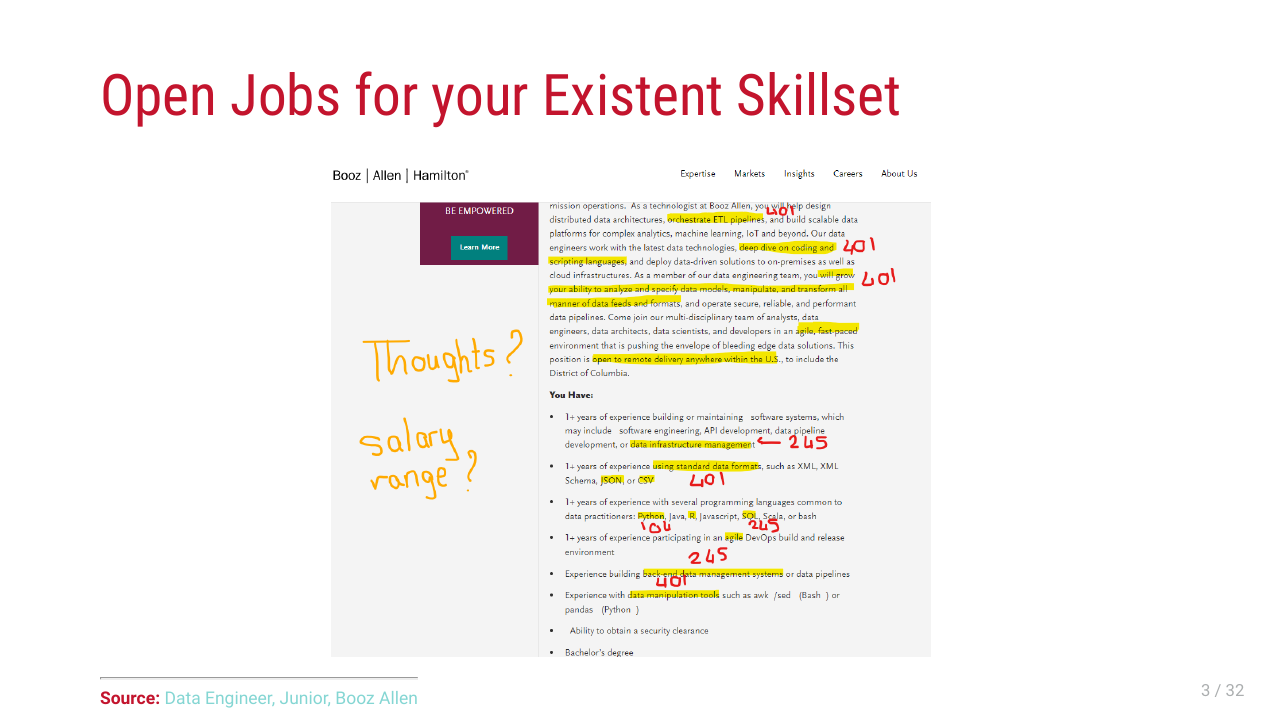 Open Jobs for your Existent Skillset
Booz | Allen | Hamilton®
Expertise Markets Insights Careers About Us
BE EMPOWERED
Learn More
mission operations. As a technologist at Booz Allen, you will help design
401
distributed data architectures, orchestrate ETL pipelines, and build scalable data
platforms for complex analytics, machine learning, IoT and beyond. Our data
engineers work with the latest data technologies, deep dive on coding and 401
scripting languages, and deploy data-driven solutions to on-premises as well as
cloud infrastructures. As a member of our data engineering team, you will grow 401
your ability to analyze and specify data models, manipulate, and transform all
manner of data feeds and formats, and operate secure, reliable, and performant
data pipelines. Come join our multi-disciplinary team of analysts, data
engineers, data architects, data scientists, and developers in an agile, fast-paced
environment that is pushing the envelope of bleeding edge data solutions. This
position is open to remote delivery anywhere within the U.S., to include the
District of Columbia.
Thoughts?
salary
range?
You Have:
• 1+ years of experience building or maintaining software systems, which
may include software engineering, API development, data pipeline
development, or data infrastructure management ← 245
• 1+ years of experience using standard data formats, such as XML, XML
Schema, JSON, or CSV 401
• 1+ years of experience with several programming languages common to
data practitioners: Python, Java, R, Javascript, SQL, Scala, or bash
101 245
• 1+ years of experience participating in an agile DevOps build and release
environment
245
• Experience building back-end data management systems or data pipelines
401
• Experience with data manipulation tools such as awk /sed (Bash ) or
pandas (Python )
• Ability to obtain a security clearance
• Bachelor's degree
Source: Data Engineer, Junior, Booz Allen
3 / 32